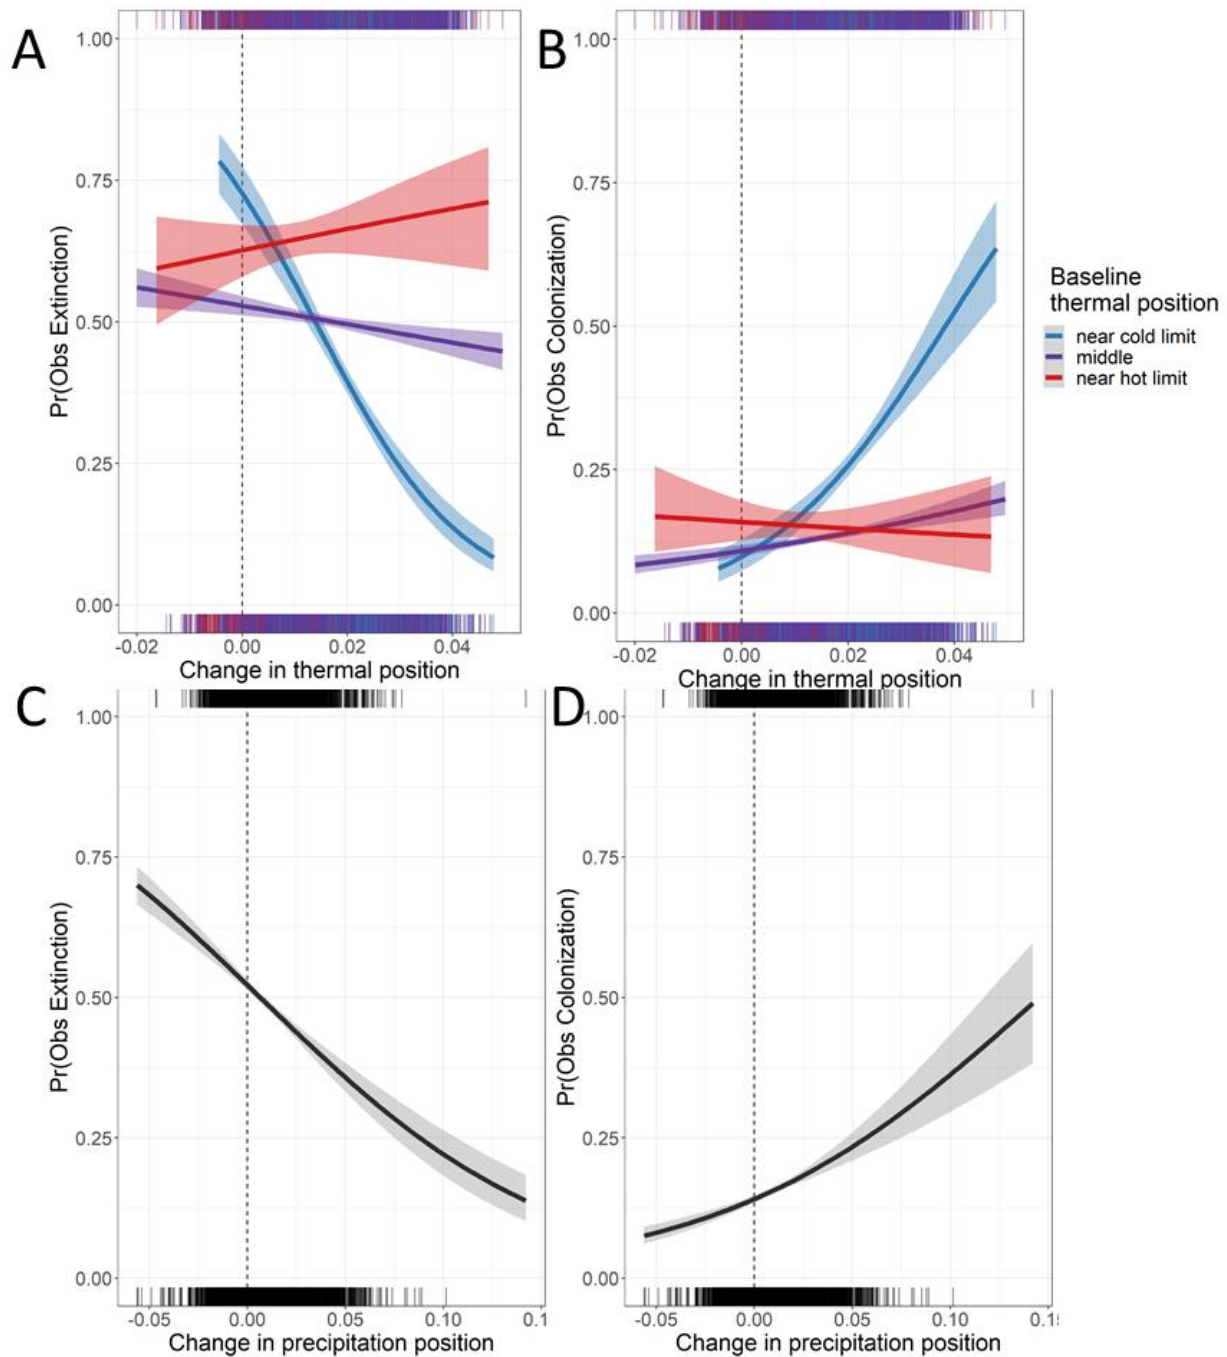 A
1.00
0.75
0.50
0.25
0.00
Pr(Obs Extinction)
-0.02 0.00 0.02 0.04
Change in thermal position
B
1.00
0.75
0.50
0.25
0.00
Pr(Obs Colonization)
-0.02 0.00 0.02 0.04
Change in thermal position
Baseline
thermal position
near cold limit
middle
near hot limit
C
1.00
0.75
0.50
0.25
0.00
Pr(Obs Extinction)
-0.05 0.00 0.05 0.10 0.1
Change in precipitation position
D
1.00
0.75
0.50
0.25
0.00
Pr(Obs Colonization)
-0.05 0.00 0.05 0.10
Change in precipitation position